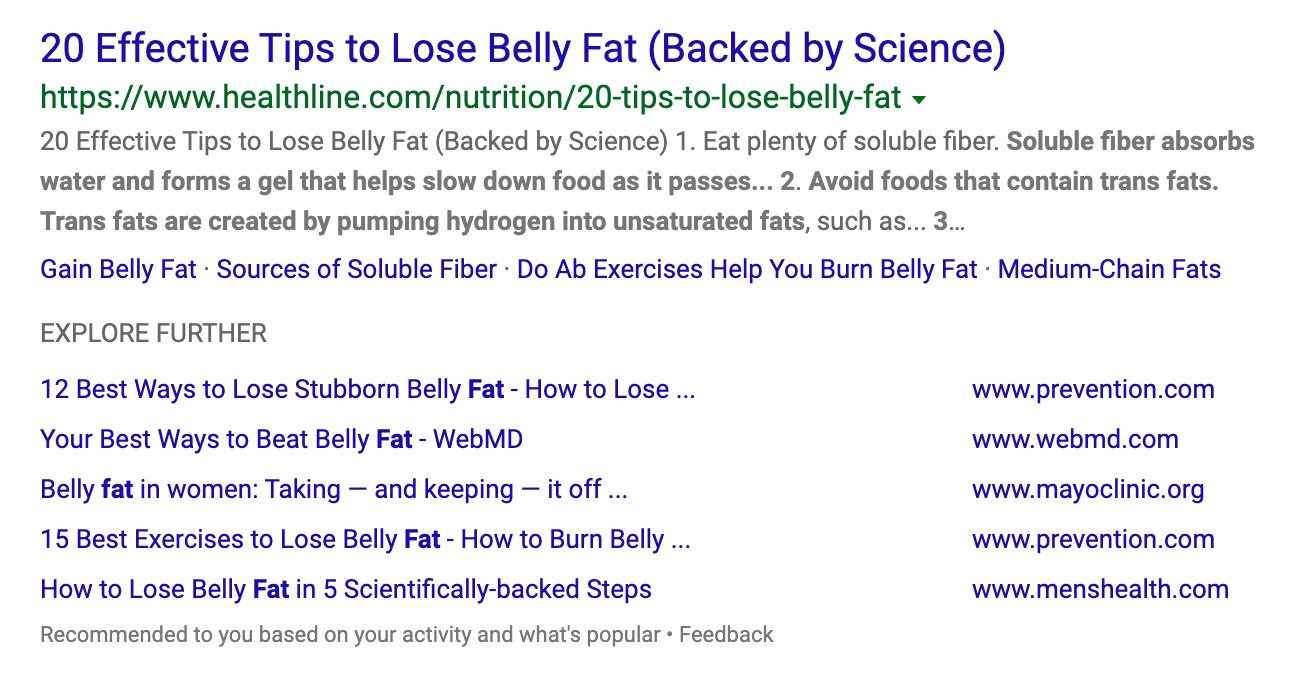 20 Effective Tips to Lose Belly Fat (Backed by Science)
https://www.healthline.com/nutrition/20-tips-to-lose-belly-fat
20 Effective Tips to Lose Belly Fat (Backed by Science) 1. Eat plenty of soluble fiber. Soluble fiber absorbs
water and forms a gel that helps slow down food as it passes... 2. Avoid foods that contain trans fats.
Trans fats are created by pumping hydrogen into unsaturated fats, such as... 3...
Gain Belly Fat · Sources of Soluble Fiber · Do Ab Exercises Help You Burn Belly Fat · Medium-Chain Fats
EXPLORE FURTHER
12 Best Ways to Lose Stubborn Belly Fat - How to Lose ... www.prevention.com
Your Best Ways to Beat Belly Fat - WebMD www.webmd.com
Belly fat in women: Taking — and keeping — it off ... www.mayoclinic.org
15 Best Exercises to Lose Belly Fat - How to Burn Belly ... www.prevention.com
How to Lose Belly Fat in 5 Scientifically-backed Steps www.menshealth.com
Recommended to you based on your activity and what's popular • Feedback